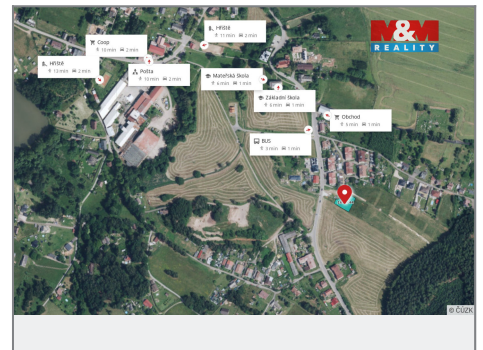 Hřiště
11 min 2 min
M&M
REALITY
Coop
10 min 2 min
Hřiště
13 min 2 min
Pošta
10 min 2 min
Mateřská škola
6 min 1 min
Základní škola
6 min 1 min
Obchod
5 min 1 min
BUS
3 min 1 min
© ČÚZK